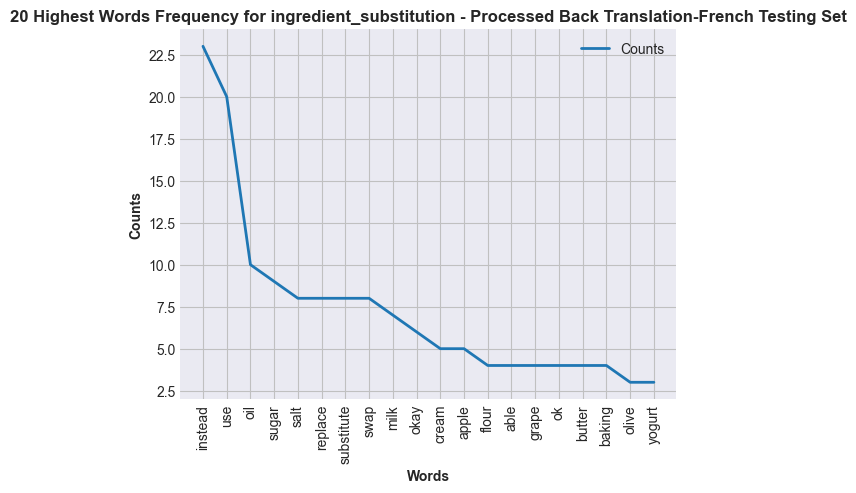 20 Highest Words Frequency for ingredient_substitution - Processed Back Translation-French Testing Set
Counts
22.5
20.0
17.5
15.0
12.5
10.0
7.5
5.0
2.5
Counts
instead
use
oil
sugar
salt
replace
substitute
swap
milk
okay
cream
apple
flour
able
grape
ok
butter
baking
olive
yogurt
Words